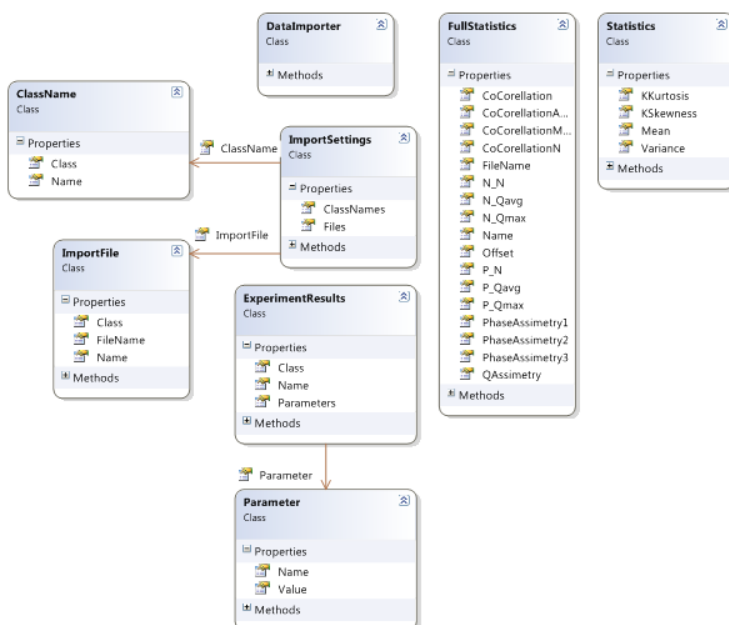 DataImporter
Class
Methods
FullStatistics
Class
Properties
CoCorellation
CoCorellationA...
CoCorellationM...
CoCorellationN
FileName
N_N
N_Qavg
N_Qmax
Name
Offset
P_N
P_Qavg
P_Qmax
PhaseAssimetry1
PhaseAssimetry2
PhaseAssimetry3
QAssimetry
Methods
Statistics
Class
Properties
KKurtosis
KSkewness
Mean
Variance
Methods
ClassName
Class
Properties
Class
Name
ClassName
ImportSettings
Class
Properties
ClassNames
Files
Methods
ImportFile
ImportFile
Class
Properties
Class
FileName
Name
Methods
ExperimentResults
Class
Properties
Class
Name
Parameters
Methods
Parameter
Parameter
Class
Properties
Name
Value
Methods